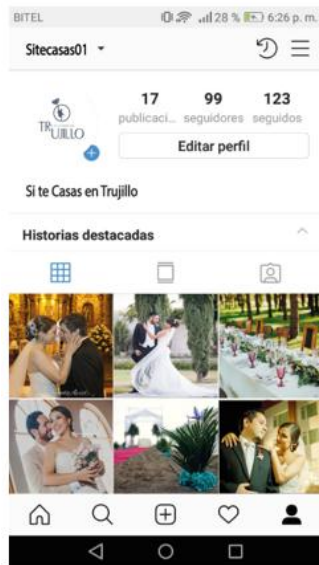 BITEL 28 % 6:26 p. m.
Sitecasas01
17 99 123
publicaci... seguidores seguidos
TRUJILLO
Editar perfil
Si te Casas en Trujillo
Historias destacadas